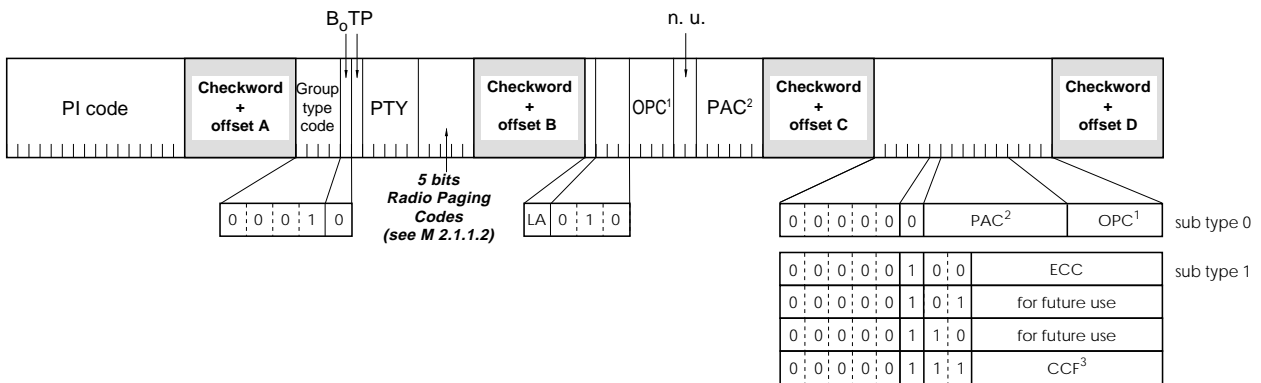 B₀TP
n. u.
PI code
Checkword
+
offset A
Group
type
code
PTY
Checkword
+
offset B
OPC¹
PAC²
Checkword
+
offset C
Checkword
+
offset D
5 bits
Radio Paging
Codes
(see M 2.1.1.2)
0 0 0 1 0
LA 0 1 0
0 0 0 0 0 0 PAC² OPC¹ sub type 0
0 0 0 0 0 1 0 0 ECC sub type 1
0 0 0 0 0 1 0 1 for future use
0 0 0 0 0 1 1 0 for future use
0 0 0 0 0 1 1 1 CCF³